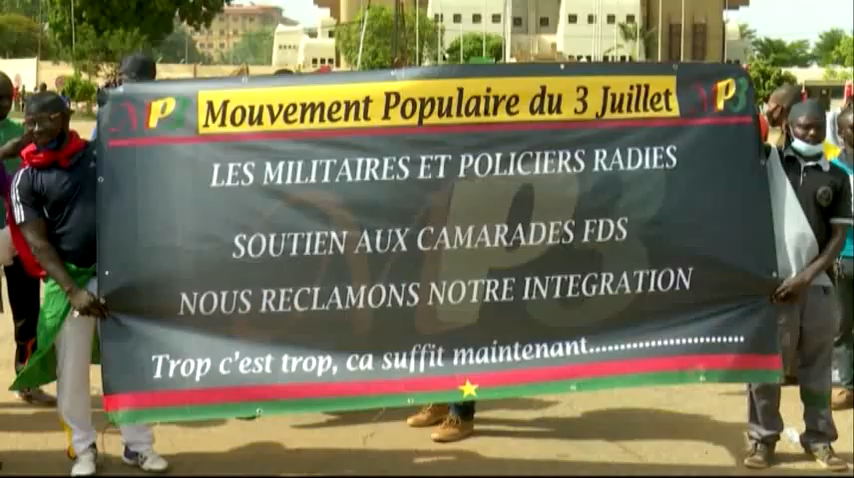 MP3 Mouvement Populaire du 3 Juillet MP3
LES MILITAIRES ET POLICIERS RADIES
SOUTIEN AUX CAMARADES FDS
NOUS RECLAMONS NOTRE INTEGRATION
Trop c'est trop, ca suffit maintenant......................